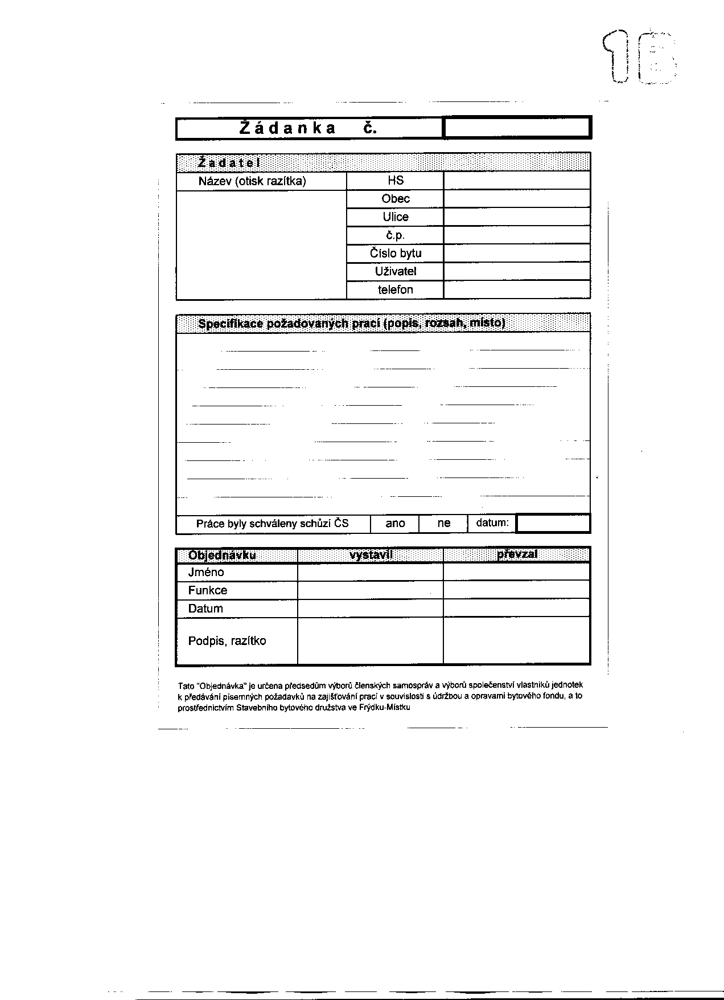 1B
Žádanka č.
Žadatel
Název (otisk razítka) HS
Obec
Ulice
č.p.
Číslo bytu
Uživatel
telefon
Specifikace požadovaných prací (popis, rozsah, místo)
Práce byly schváleny schůzí ČS ano ne datum:
Objednávku vystavil převzal
Jméno
Funkce
Datum
Podpis, razítko
Tato "Objednávka" je určena předsedům výborů členských samospráv a výborů společenství vlastníků jednotek
k předávání písemných požadavků na zajišťování prací v souvislosti s údržbou a opravami bytového fondu, a to
prostřednictvím Stavebního bytového družstva ve Frýdku-Místku